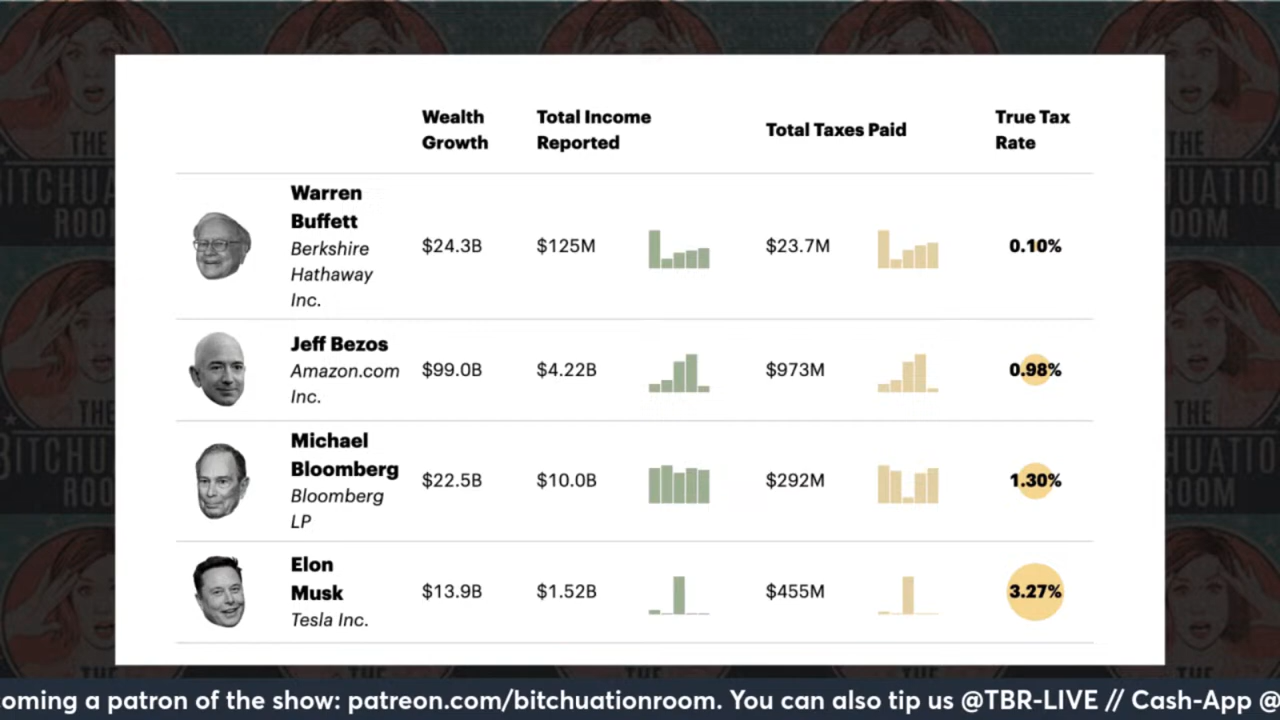 Wealth Growth
Total Income Reported
Total Taxes Paid
True Tax Rate
Warren
Buffett
Berkshire
Hathaway
Inc.
$24.3B
$125M
$23.7M
0.10%
Jeff Bezos
Amazon.com
Inc.
$99.0B
$4.22B
$973M
0.98%
Michael
Bloomberg
Bloomberg
LP
$22.5B
$10.0B
$292M
1.30%
Elon
Musk
Tesla Inc.
$13.9B
$1.52B
$455M
3.27%
THE
BITCHUATION
ROOM
oming a patron of the show: patreon.com/bitchuationroom. You can also tip us @TBR-LIVE // Cash-App @